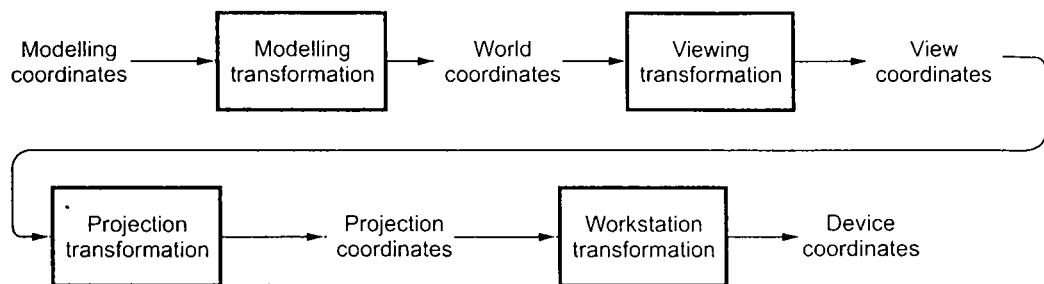 Modelling
coordinates
Modelling
transformation
World
coordinates
Viewing
transformation
View
coordinates
Projection
transformation
Projection
coordinates
Workstation
transformation
Device
coordinates